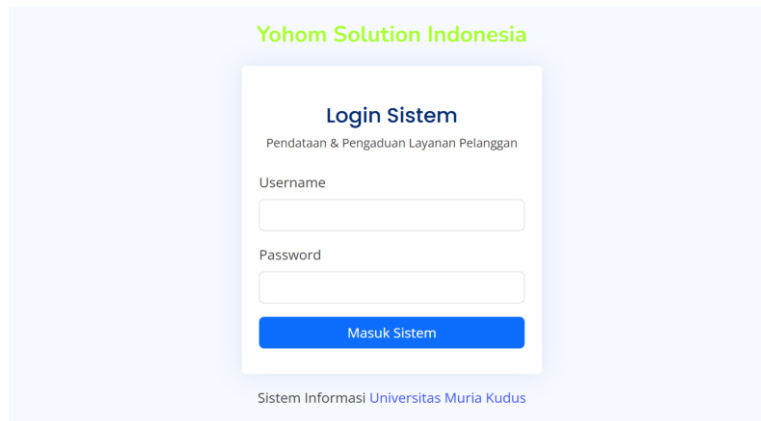 Yohom Solution Indonesia
Login Sistem
Pendataan & Pengaduan Layanan Pelanggan
Username
Password
Masuk Sistem
Sistem Informasi Universitas Muria Kudus